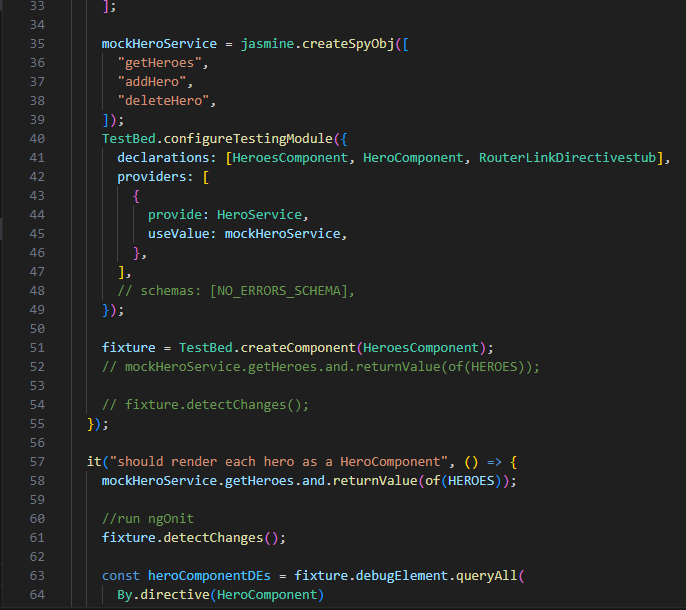 33 ];
34
35 mockHeroService = jasmine.createSpyObj([
36 "getHeroes",
37 "addHero",
38 "deleteHero",
39 ]);
40 TestBed.configureTestingModule({
41 declarations: [HeroesComponent, HeroComponent, RouterLinkDirectivestub],
42 providers: [
43 {
44 provide: HeroService,
45 useValue: mockHeroService,
46 },
47 ],
48 // schemas: [NO_ERRORS_SCHEMA],
49 });
50
51 fixture = TestBed.createComponent(HeroesComponent);
52 // mockHeroService.getHeroes.and.returnValue(of(HEROES));
53
54 // fixture.detectChanges();
55 });
56
57 it("should render each hero as a HeroComponent", () => {
58 mockHeroService.getHeroes.and.returnValue(of(HEROES));
59
60 //run ngOnit
61 fixture.detectChanges();
62
63 const heroComponentDEs = fixture.debugElement.queryAll(
64 By.directive(HeroComponent)